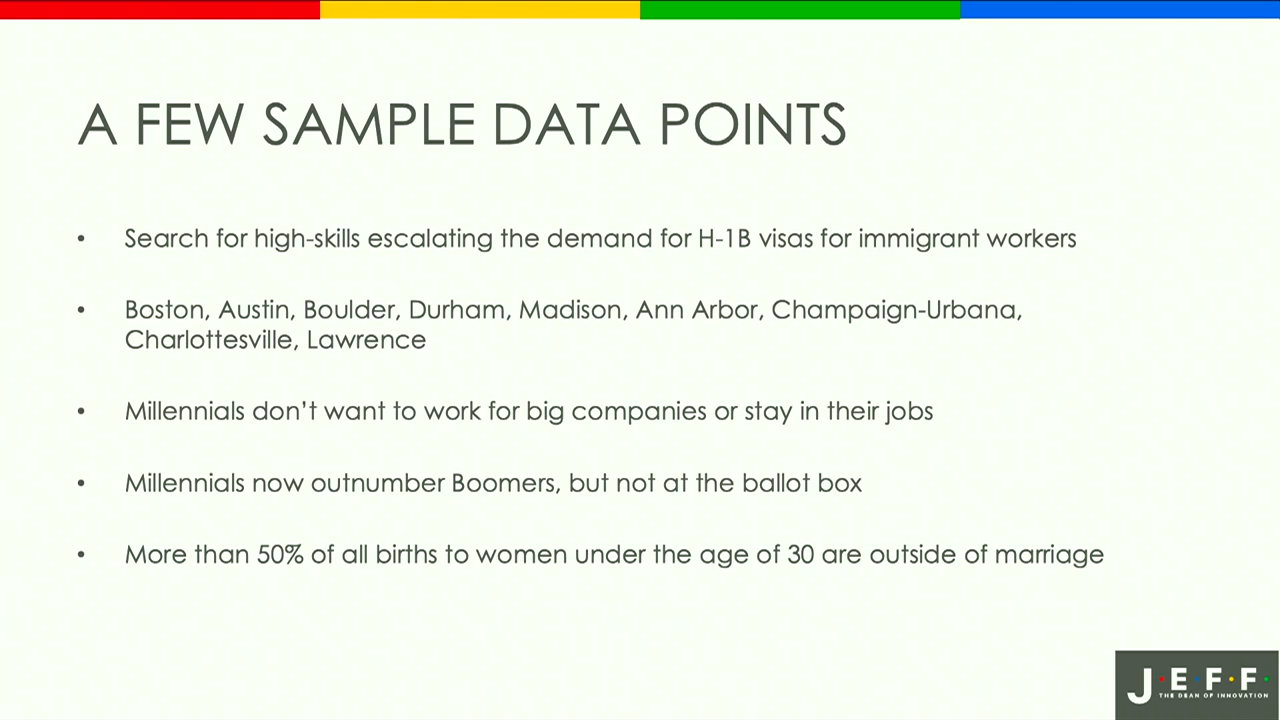 A FEW SAMPLE DATA POINTS
• Search for high-skills escalating the demand for H-1B visas for immigrant workers
• Boston, Austin, Boulder, Durham, Madison, Ann Arbor, Champaign-Urbana,
Charlottesville, Lawrence
• Millennials don’t want to work for big companies or stay in their jobs
• Millennials now outnumber Boomers, but not at the ballot box
• More than 50% of all births to women under the age of 30 are outside of marriage
J•E•F•F•
THE DEAN OF INNOVATION